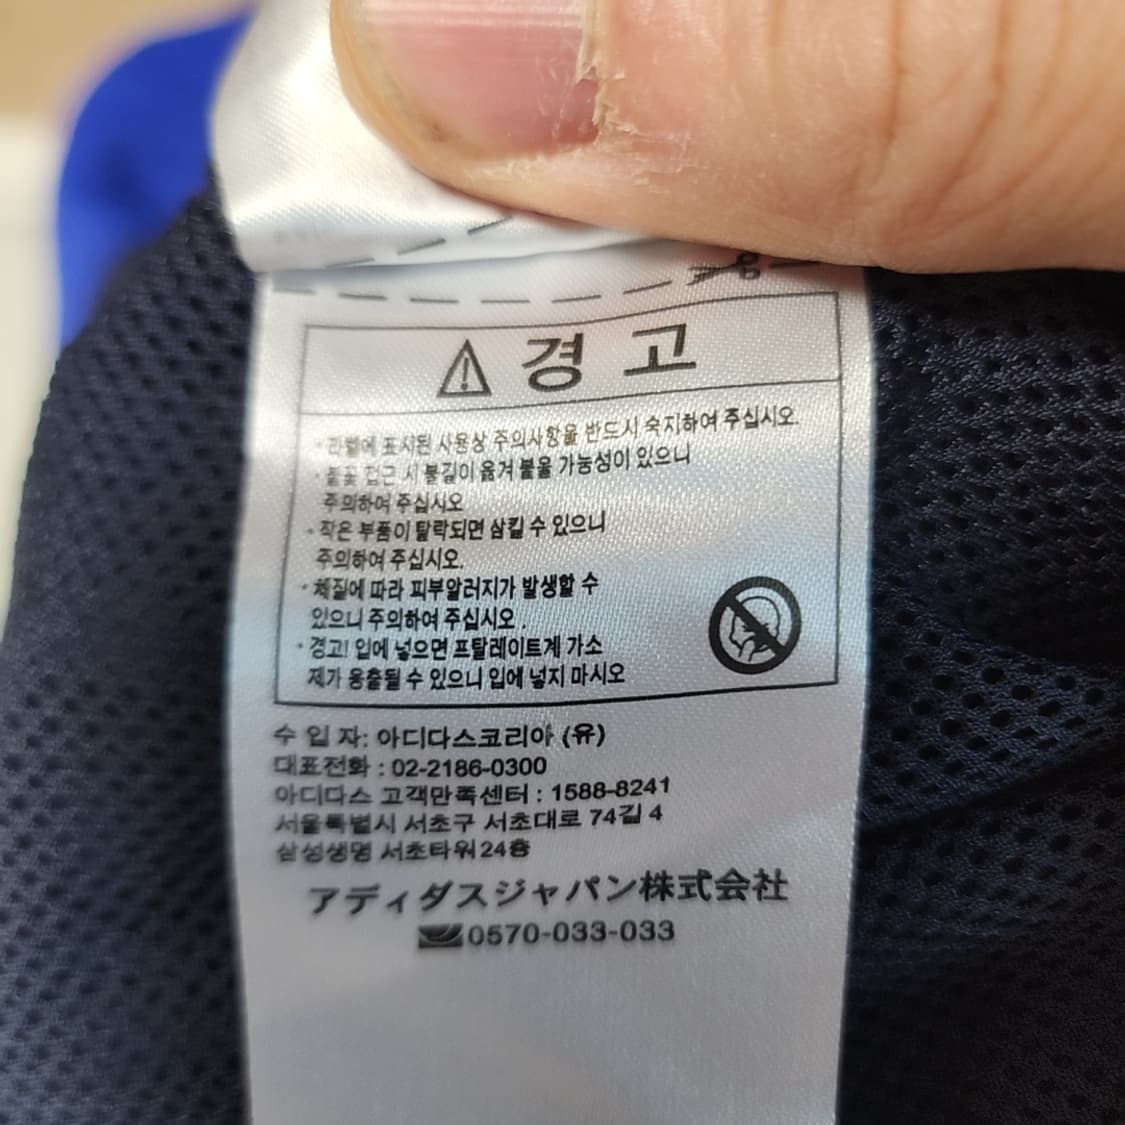 경 고
· 라벨에 표시된 사용상 주의사항을 반드시 숙지하여 주십시오.
· 불꽃 접근 시 불길이 옮겨 붙을 가능성이 있으니
주의하여 주십시오
· 작은 부품이 탈락되면 삼킬 수 있으니
주의하여 주십시오.
· 체질에 따라 피부알러지가 발생할 수
있으니 주의하여 주십시오 .
· 경고! 입에 넣으면 프탈레이트계 가소
제가 용출될 수 있으니 입에 넣지 마시오
수 입 자: 아디다스코리아 (유)
대표전화 : 02-2186-0300
아디다스 고객만족센터 : 1588-8241
서울특별시 서초구 서초대로 74길 4
삼성생명 서초타워 24층
アディダスジャパン株式会社
0570-033-033